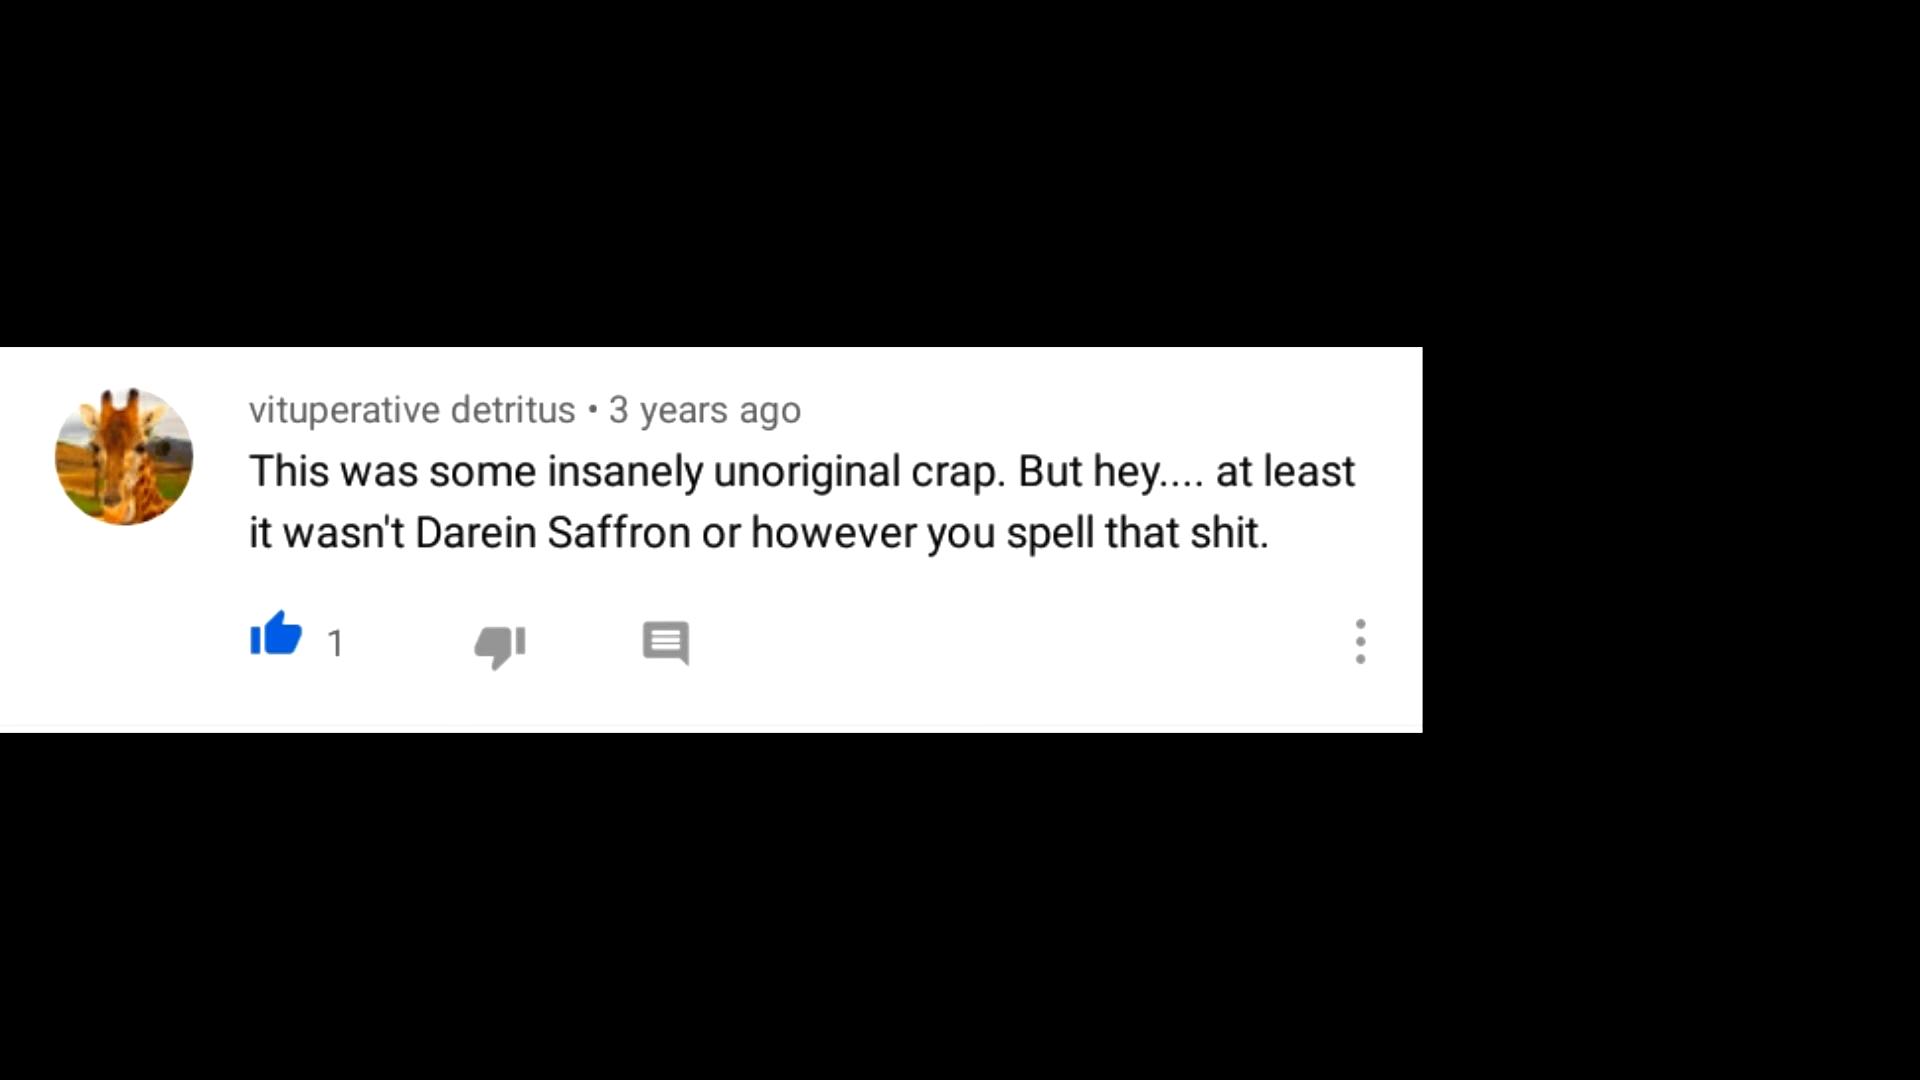 vituperative detritus • 3 years ago
This was some insanely unoriginal crap. But hey.... at least
it wasn't Darein Saffron or however you spell that shit.
1